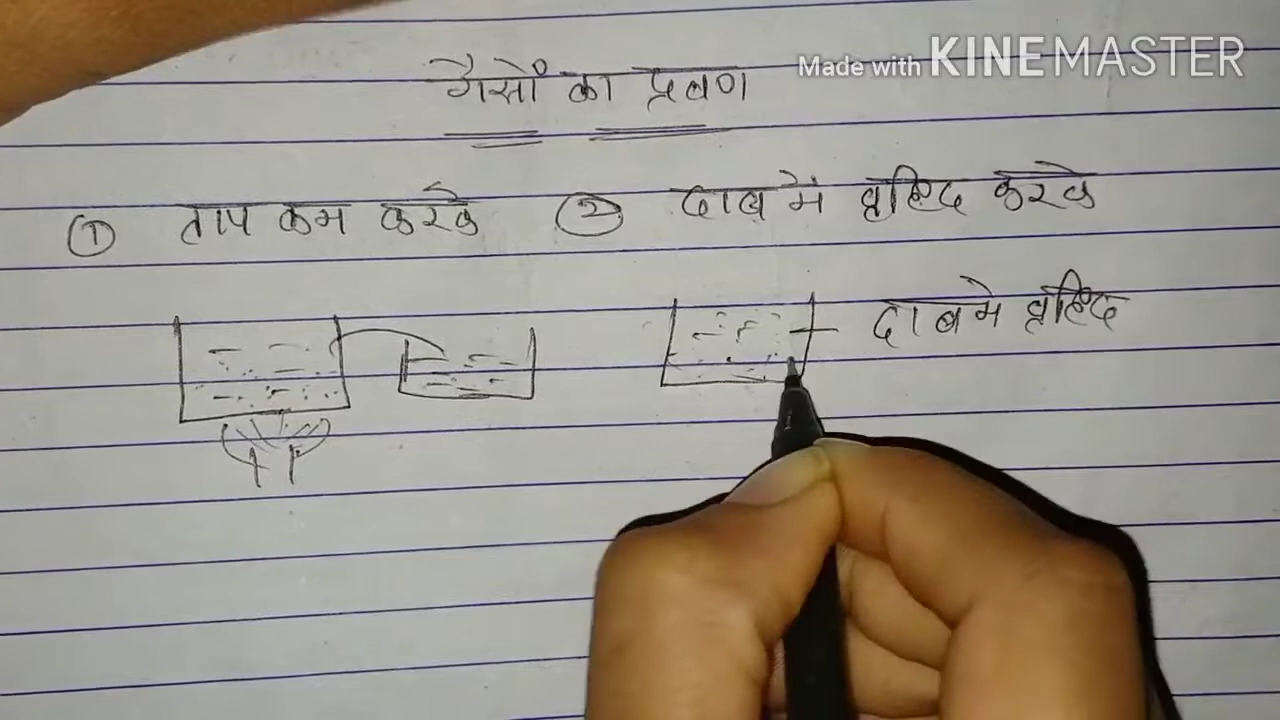 Made with KINEMASTER
गैसों का द्रवण
① ताप कम करके ② दाब में वृध्दि करके
दाब मे वृध्दि